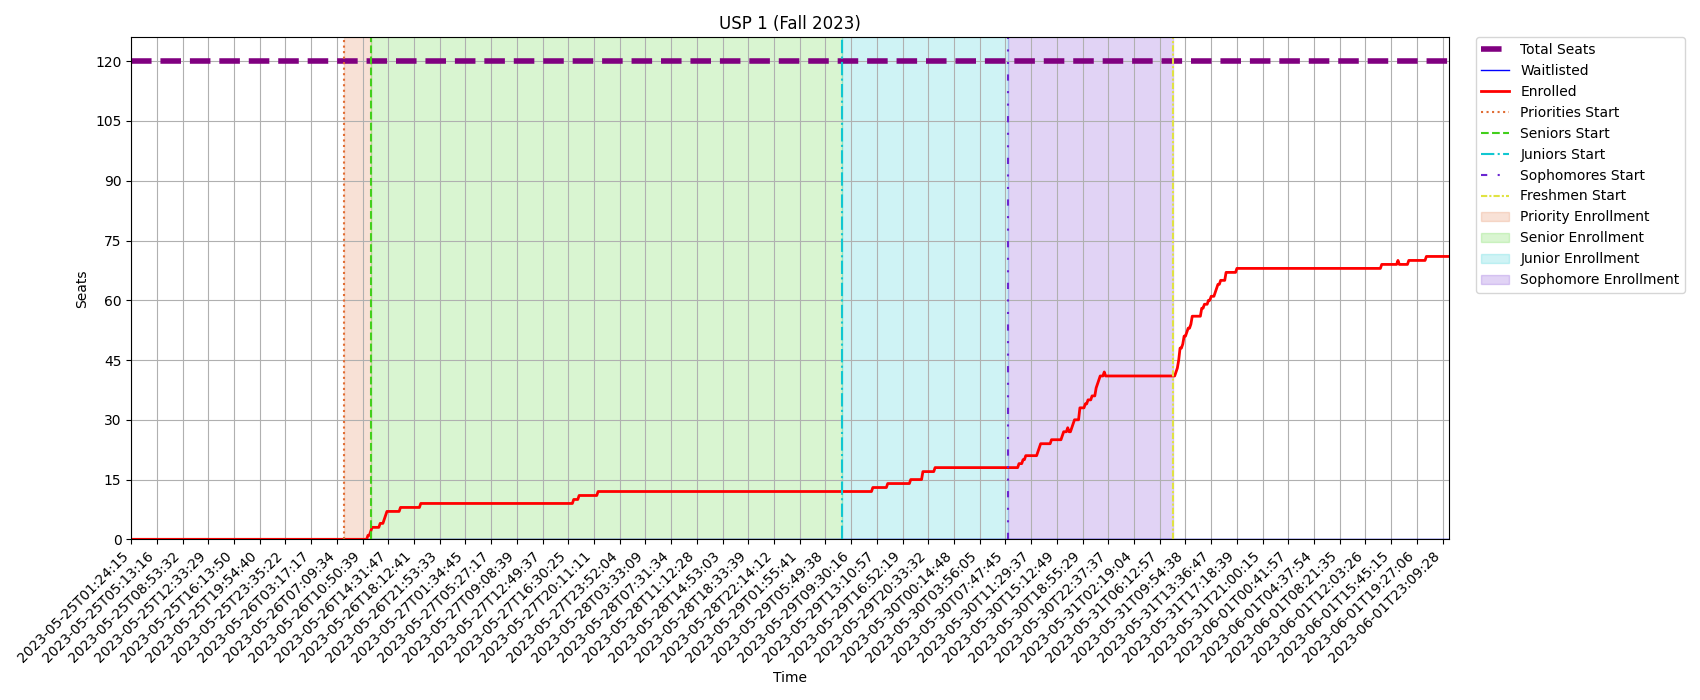 USP 1 (Fall 2023)
Seats
120
105
90
75
60
45
30
15
0
2023-05-25T01:24:15
2023-05-25T05:13:16
2023-05-25T08:53:32
2023-05-25T12:33:29
2023-05-25T16:13:50
2023-05-25T19:54:40
2023-05-25T23:35:22
2023-05-26T03:17:17
2023-05-26T07:09:34
2023-05-26T10:50:39
2023-05-26T14:31:47
2023-05-26T18:12:41
2023-05-26T21:53:33
2023-05-27T01:34:45
2023-05-27T05:27:17
2023-05-27T09:08:39
2023-05-27T12:49:37
2023-05-27T16:30:25
2023-05-27T20:11:11
2023-05-27T23:52:04
2023-05-28T03:33:09
2023-05-28T07:31:34
2023-05-28T11:12:28
2023-05-28T14:53:03
2023-05-28T18:33:39
2023-05-28T22:14:12
2023-05-29T01:55:41
2023-05-29T05:49:38
2023-05-29T09:30:16
2023-05-29T13:10:57
2023-05-29T16:52:19
2023-05-29T20:33:32
2023-05-30T00:14:48
2023-05-30T03:56:05
2023-05-30T07:47:45
2023-05-30T11:29:37
2023-05-30T15:12:49
2023-05-30T18:55:29
2023-05-30T22:37:37
2023-05-31T02:19:04
2023-05-31T06:12:57
2023-05-31T09:54:38
2023-05-31T13:36:47
2023-05-31T17:18:39
2023-05-31T21:00:15
2023-06-01T00:41:57
2023-06-01T04:37:54
2023-06-01T08:21:35
2023-06-01T12:03:26
2023-06-01T15:45:15
2023-06-01T19:27:06
2023-06-01T23:09:28
Time
Total Seats
Waitlisted
Enrolled
Priorities Start
Seniors Start
Juniors Start
Sophomores Start
Freshmen Start
Priority Enrollment
Senior Enrollment
Junior Enrollment
Sophomore Enrollment